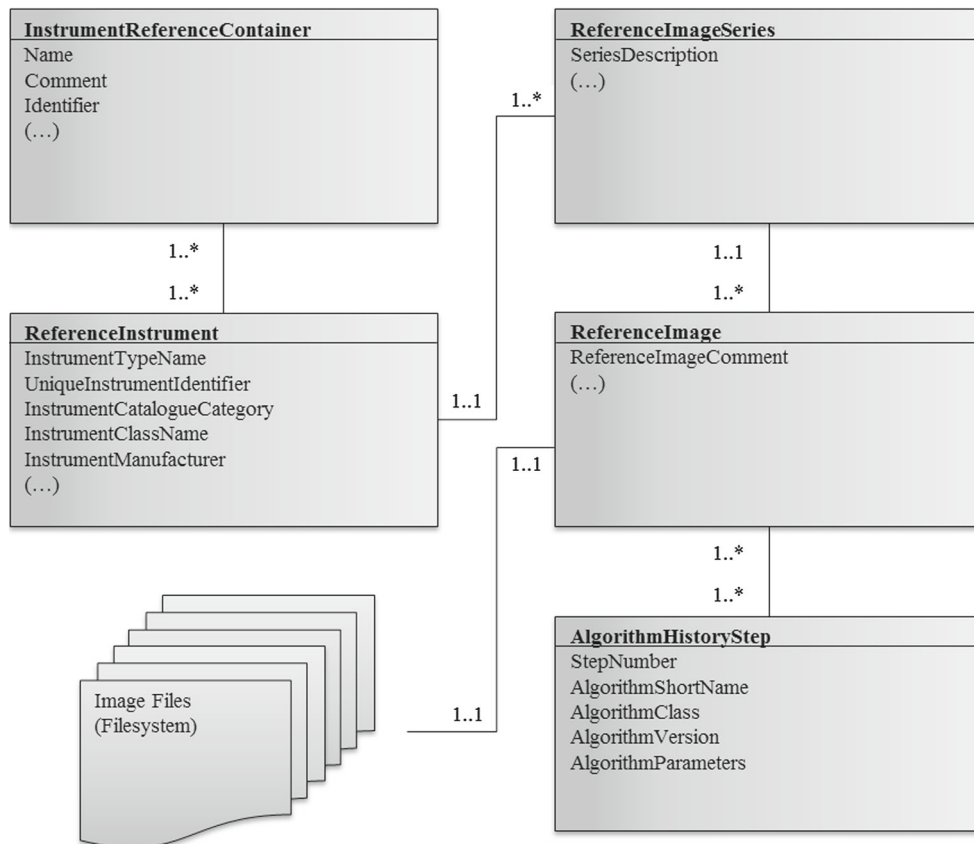 InstrumentReferenceContainer
Name
Comment
Identifier
(…)
ReferenceImageSeries
SeriesDescription
(…)
1..*
1..*
1..*
1..1
1..*
ReferenceInstrument
InstrumentTypeName
UniqueInstrumentIdentifier
InstrumentCatalogueCategory
InstrumentClassName
InstrumentManufacturer
(…)
1..1
ReferenceImage
ReferenceImageComment
(…)
1..1
1..*
1..*
Image Files
(Filesystem)
1..1
AlgorithmHistoryStep
StepNumber
AlgorithmShortName
AlgorithmClass
AlgorithmVersion
AlgorithmParameters